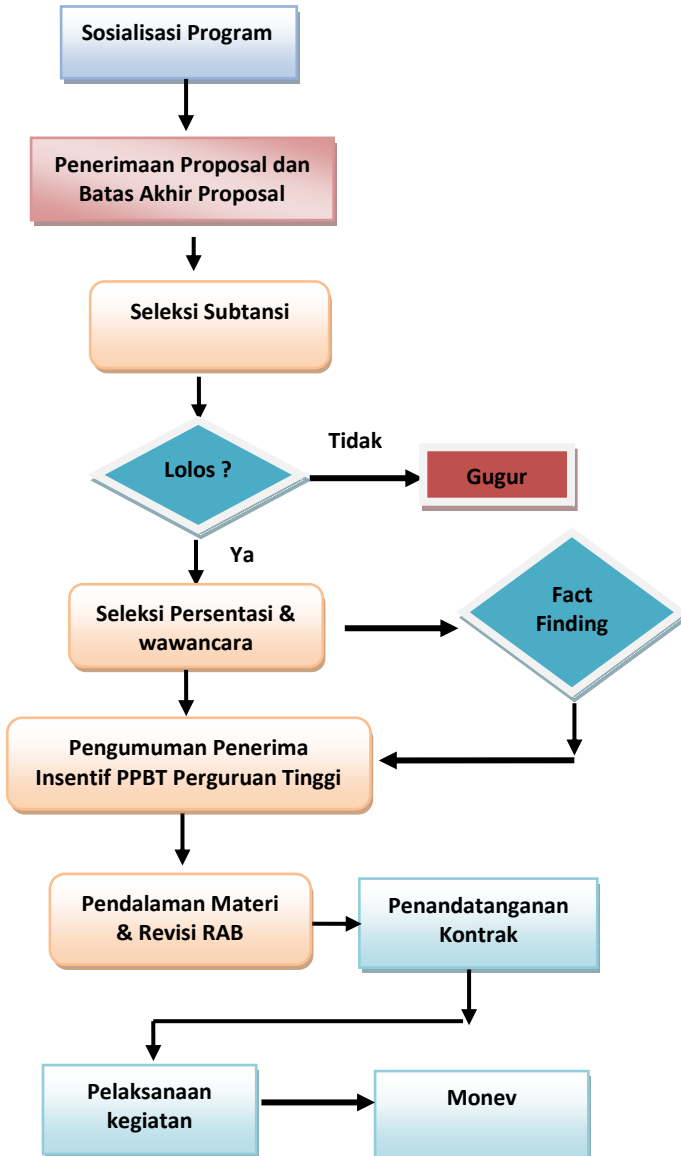 Sosialisasi Program
Penerimaan Proposal dan
Batas Akhir Proposal
Seleksi Subtansi
Lolos ?
Tidak
Gugur
Ya
Seleksi Persentasi &
wawancara
Fact
Finding
Pengumuman Penerima
Insentif PPBT Perguruan Tinggi
Pendalaman Materi
& Revisi RAB
Penandatanganan
Kontrak
Pelaksanaan
kegiatan
Monev